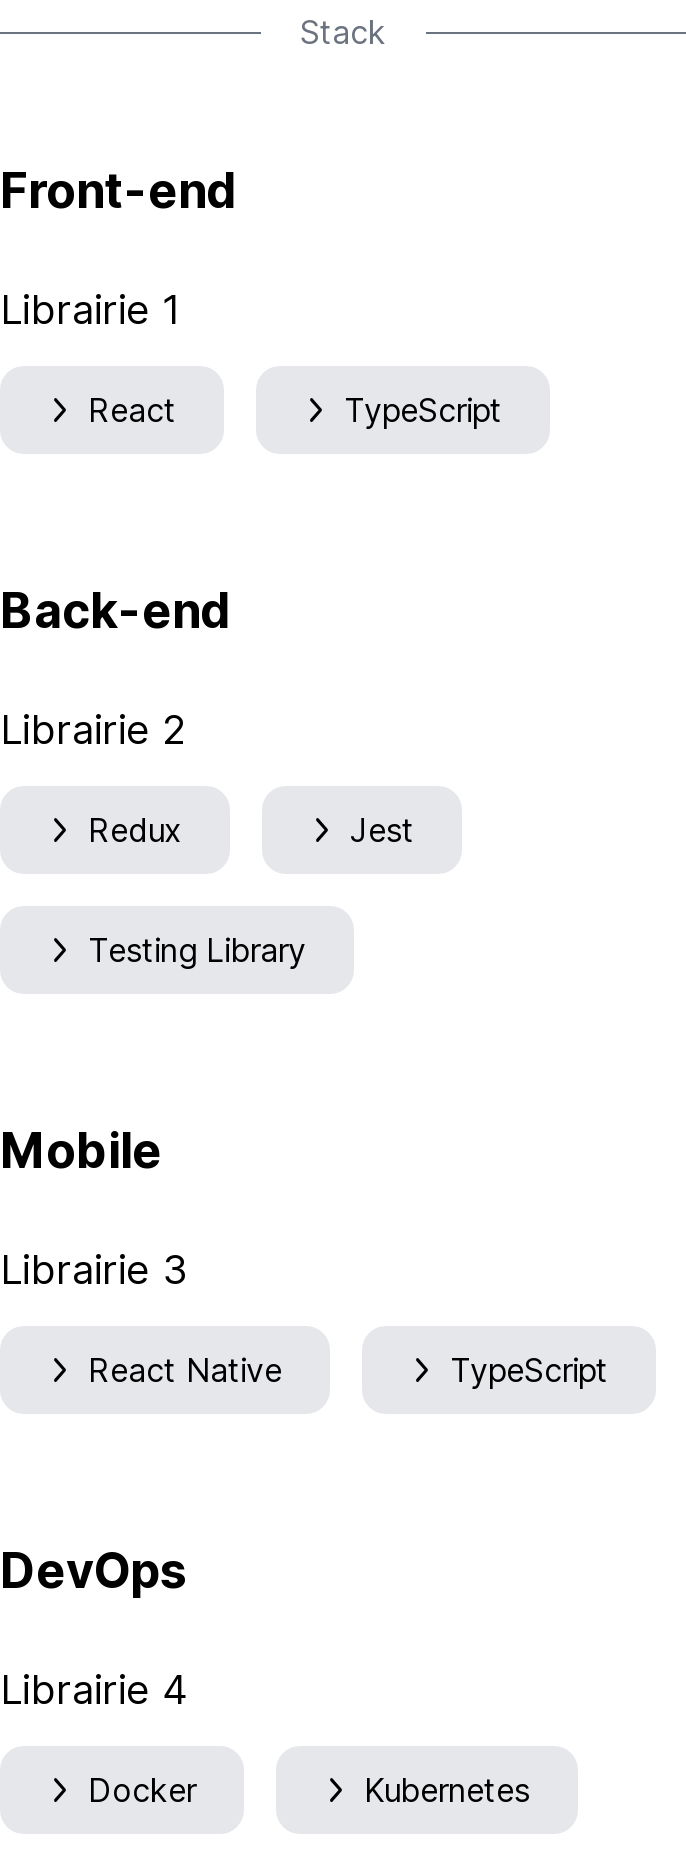 Stack
Front-end
Librairie 1
React TypeScript
Back-end
Librairie 2
Redux Jest
Testing Library
Mobile
Librairie 3
React Native TypeScript
DevOps
Librairie 4
Docker Kubernetes